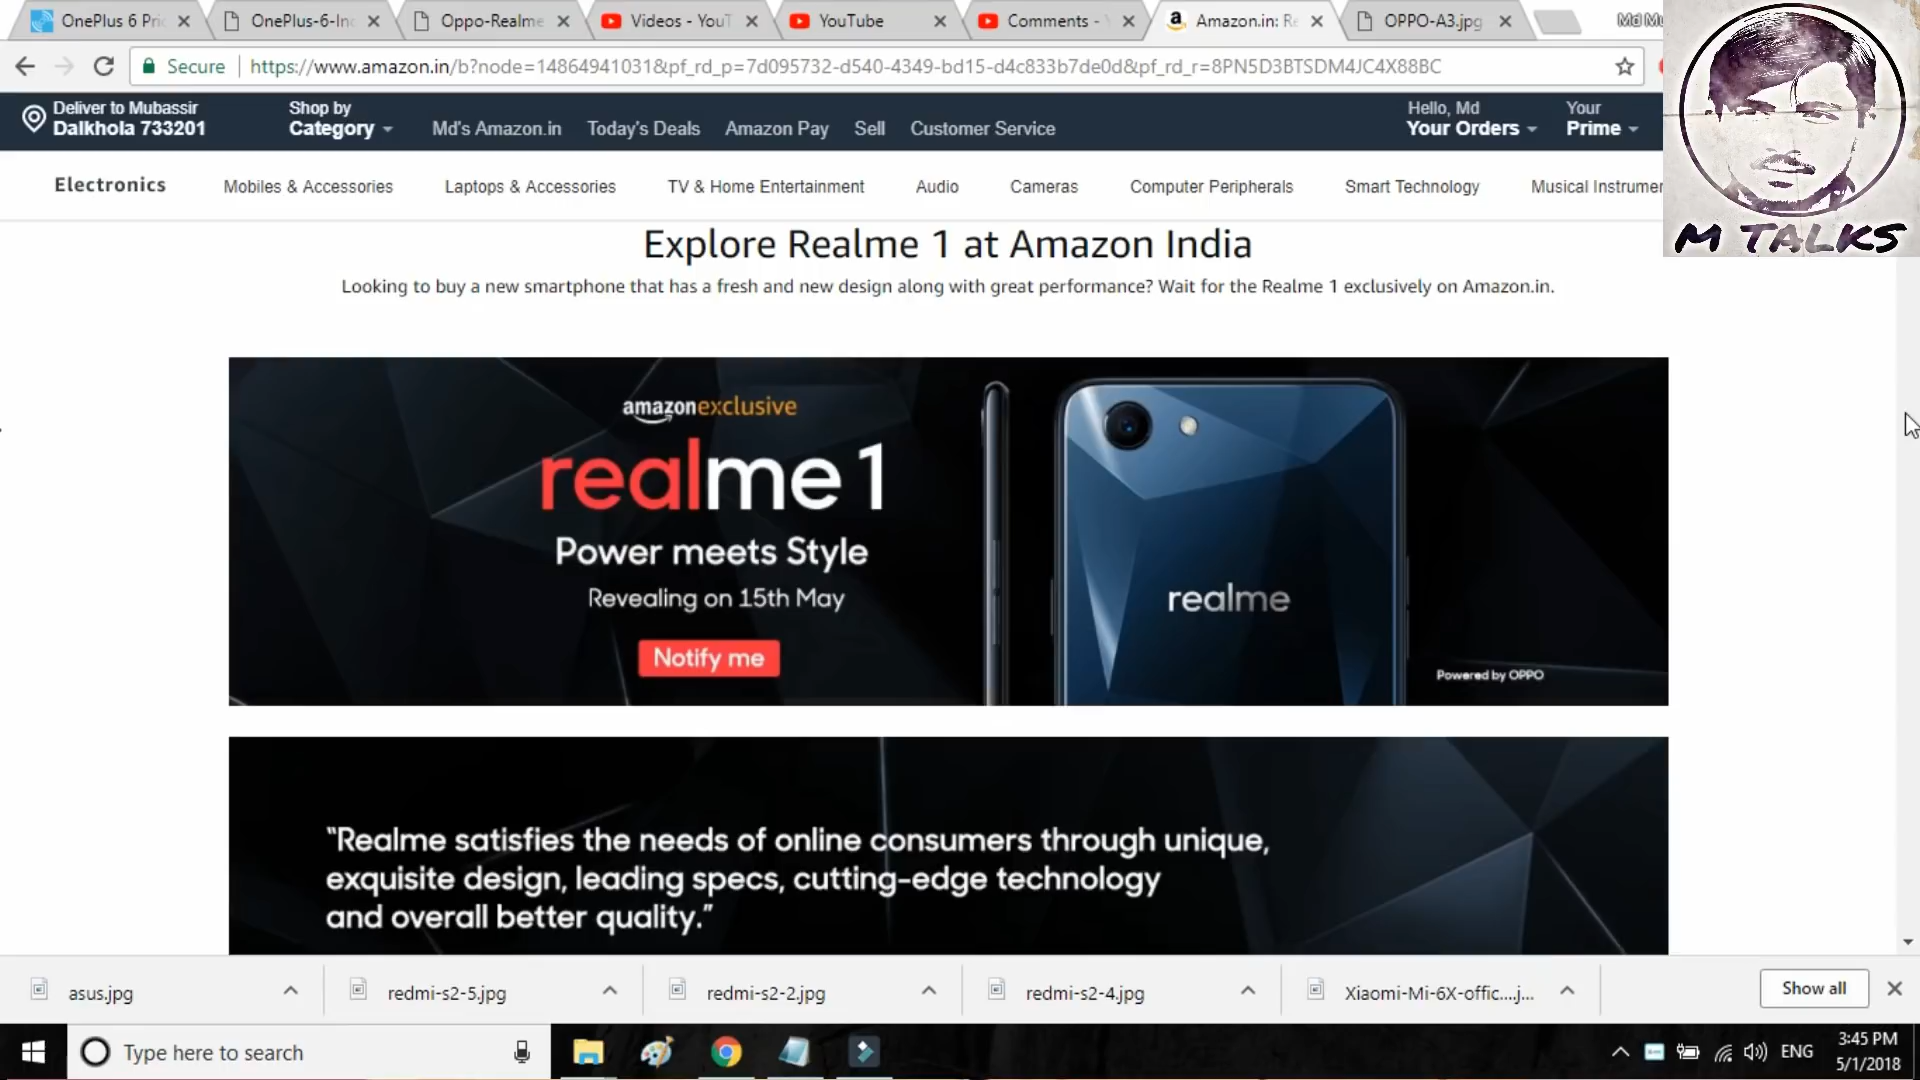 OnePlus 6 Pri
OnePlus-6-Inc
Oppo-Realme
Videos - YouT
YouTube
Comments -
Amazon.in: Re
OPPO-A3.jpg
Md Mu
Secure
https://www.amazon.in/b?node=14864941031&pf_rd_p=7d095732-d540-4349-bd15-d4c833b7de0d&pf_rd_r=8PN5D3BTSDM4JC4X88BC
M TALKS
Deliver to Mubassir
Dalkhola 733201
Shop by
Category
Md's Amazon.in
Today's Deals
Amazon Pay
Sell
Customer Service
Hello, Md
Your Orders
Your
Prime
Electronics
Mobiles & Accessories
Laptops & Accessories
TV & Home Entertainment
Audio
Cameras
Computer Peripherals
Smart Technology
Musical Instrumen
Explore Realme 1 at Amazon India
Looking to buy a new smartphone that has a fresh and new design along with great performance? Wait for the Realme 1 exclusively on Amazon.in.
amazonexclusive
realme 1
Power meets Style
Revealing on 15th May
Notify me
realme
Powered by OPPO
"Realme satisfies the needs of online consumers through unique,
exquisite design, leading specs, cutting-edge technology
and overall better quality."
asus.jpg
redmi-s2-5.jpg
redmi-s2-2.jpg
redmi-s2-4.jpg
Xiaomi-Mi-6X-offic....j...
Show all
Type here to search
ENG
3:45 PM
5/1/2018